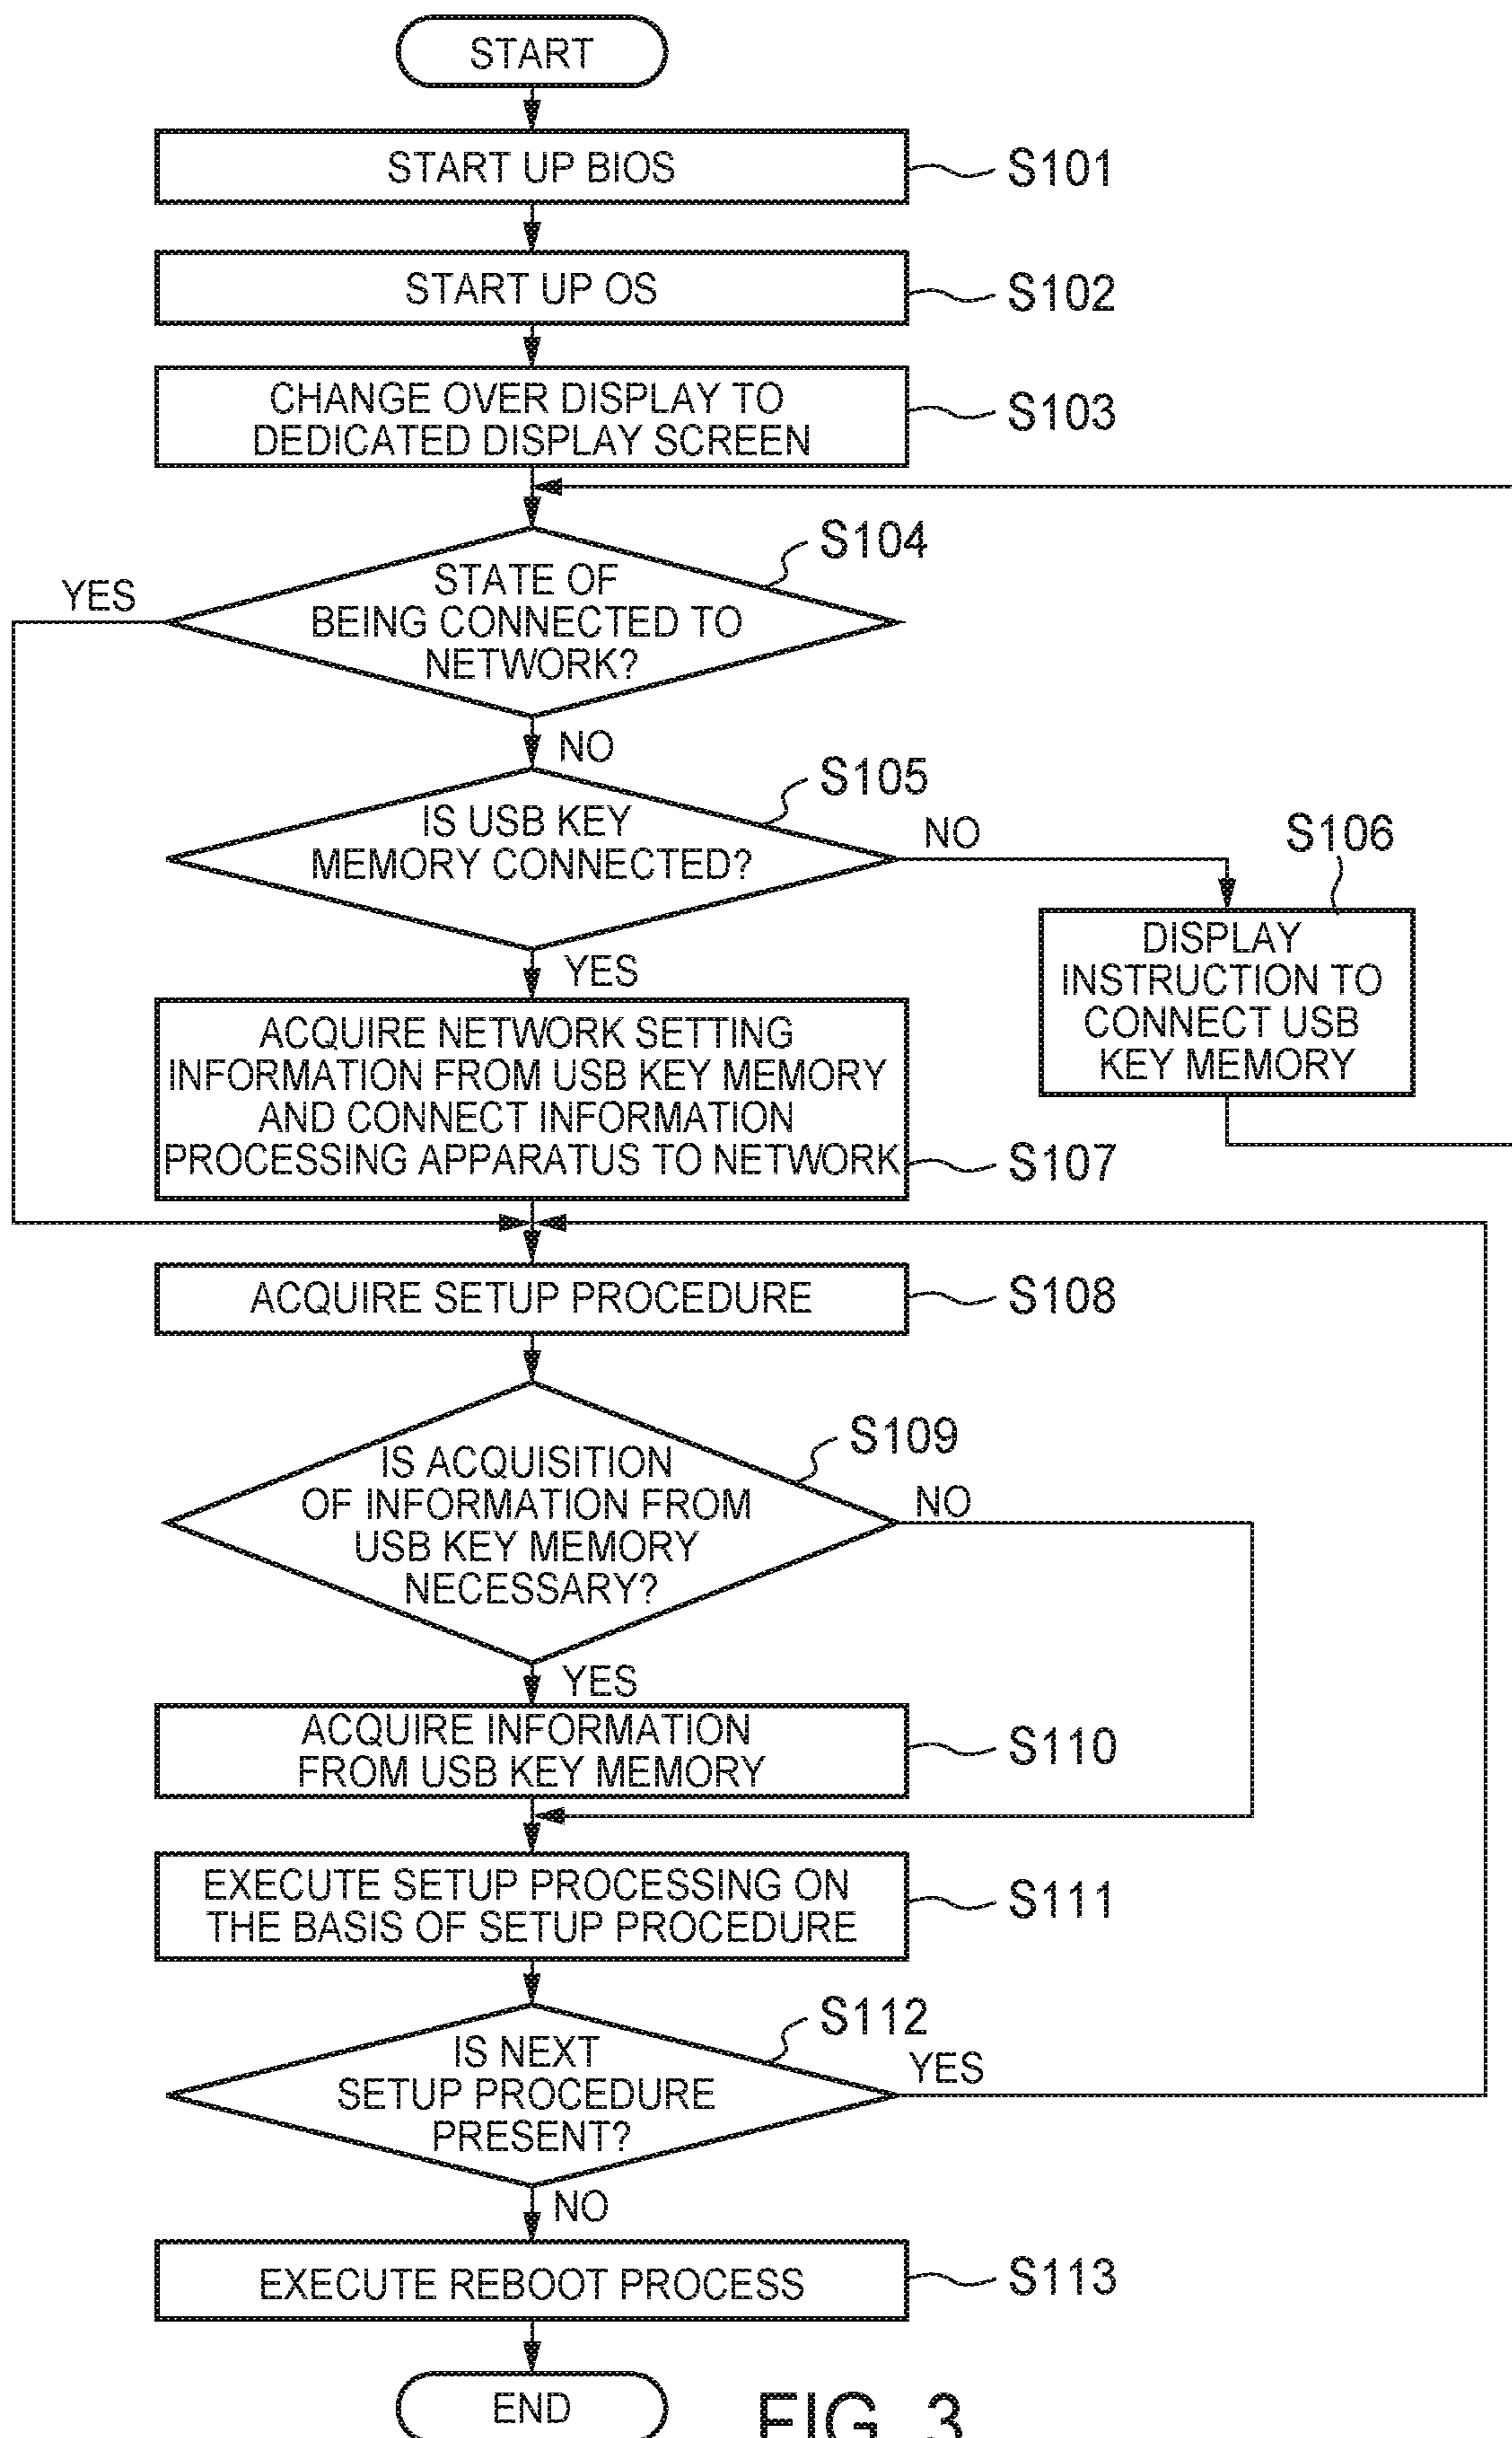 START
START UP BIOS
S101
START UP OS
S102
CHANGE OVER DISPLAY TO
DEDICATED DISPLAY SCREEN
S103
S104
STATE OF
BEING CONNECTED TO
NETWORK?
YES
NO
S105
IS USB KEY
MEMORY CONNECTED?
NO
S106
DISPLAY
INSTRUCTION TO
CONNECT USB
KEY MEMORY
YES
ACQUIRE NETWORK SETTING
INFORMATION FROM USB KEY MEMORY
AND CONNECT INFORMATION
PROCESSING APPARATUS TO NETWORK
S107
ACQUIRE SETUP PROCEDURE
S108
S109
IS ACQUISITION
OF INFORMATION FROM
USB KEY MEMORY
NECESSARY?
NO
YES
ACQUIRE INFORMATION
FROM USB KEY MEMORY
S110
EXECUTE SETUP PROCESSING ON
THE BASIS OF SETUP PROCEDURE
S111
S112
IS NEXT
SETUP PROCEDURE
PRESENT?
YES
NO
EXECUTE REBOOT PROCESS
S113
END
FIG. 3